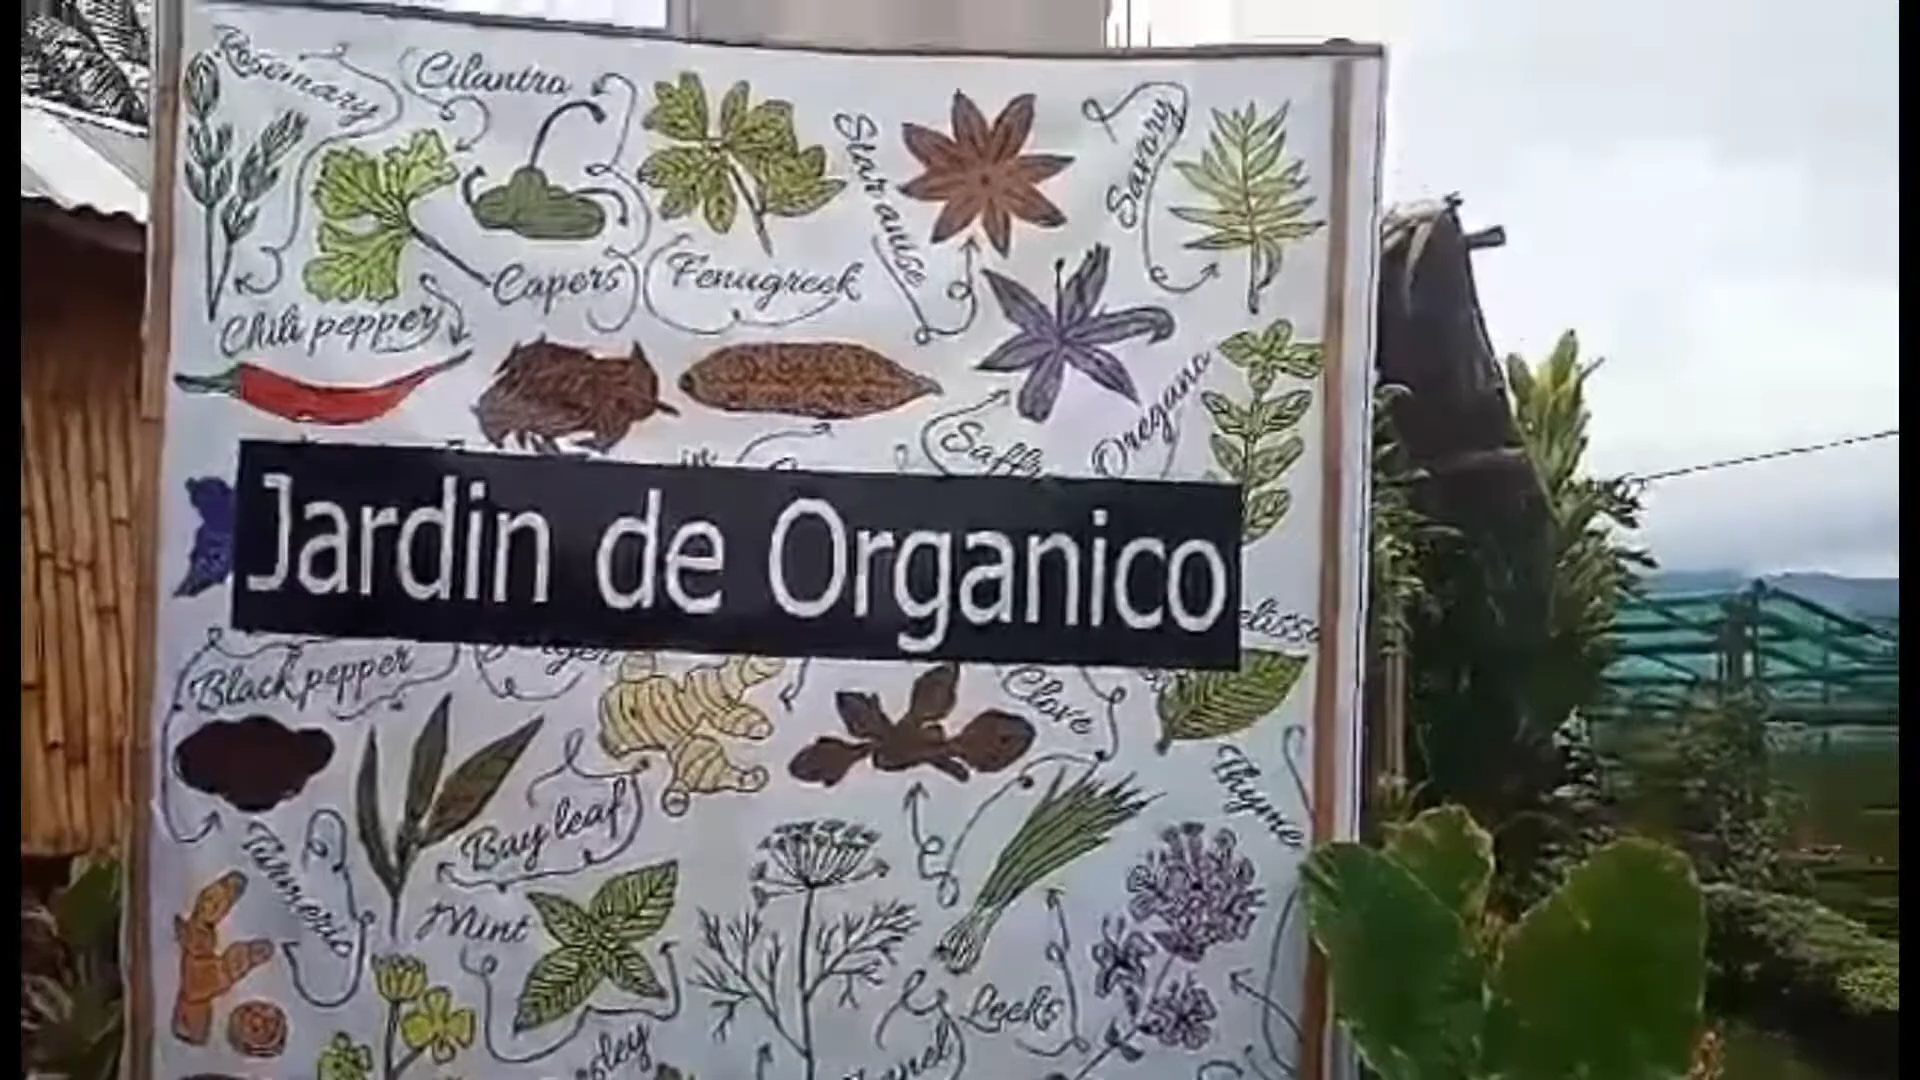 Rosemary
Cilantro
Star anise
Savory
Capers
Fenugreek
Chili pepper
Oregano
Jardin de Organico
Black pepper
Clove
Thyme
Bay leaf
Turmeric
Mint
Leeks